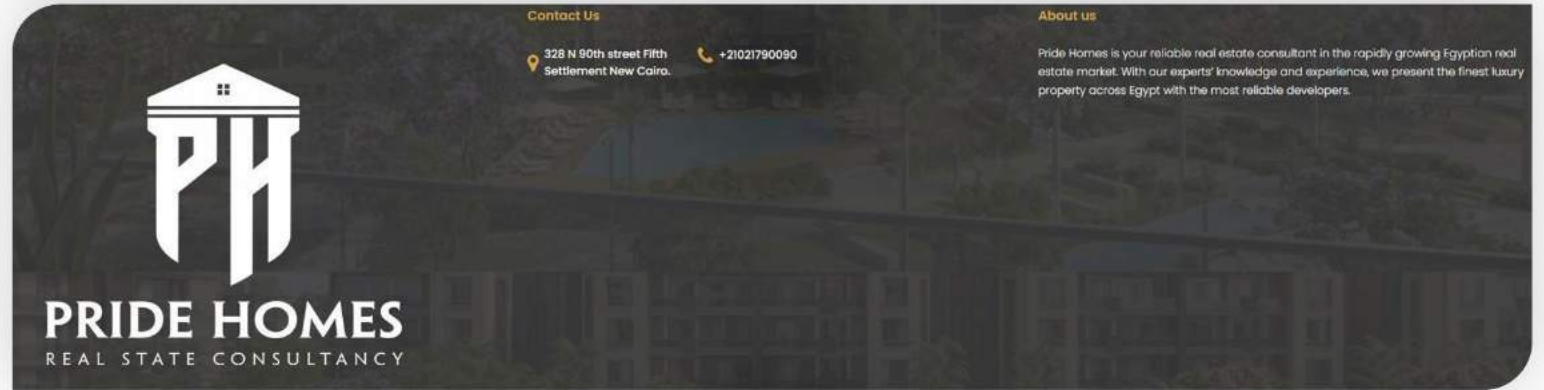 PH
PRIDE HOMES
REAL STATE CONSULTANCY
Contact Us
328 N 90th street Fifth
Settlement New Cairo.
+21021790090
About us
Pride Homes is your reliable real estate consultant in the rapidly growing Egyptian real
estate market. With our experts' knowledge and experience, we present the finest luxury
property across Egypt with the most reliable developers.